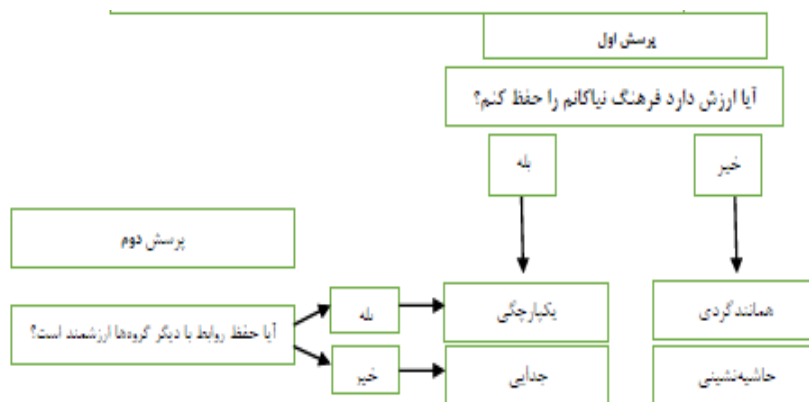 پرسش اول
آیا ارزش دارد فرهنگ نیاکانم را حفظ کنم؟
بله
خیر
پرسش دوم
آیا حفظ روابط با دیگر گروه‌ها ارزشمند است؟
بله
یکپارچگی
همانندگردی
خیر
جدایی
حاشیه‌نشینی